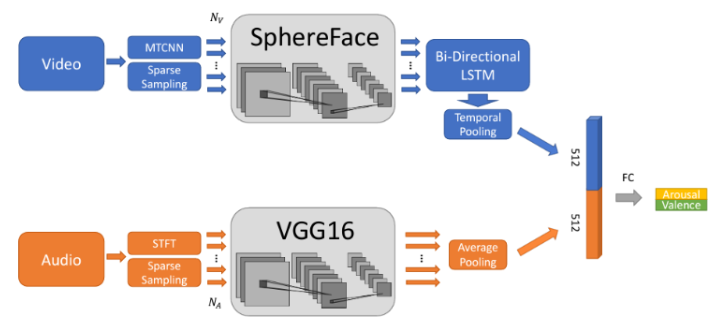 N_V
SphereFace
Video
MTCNN
Sparse
Sampling
Bi-Directional
LSTM
Temporal
Pooling
512
FC
Arousal
Valence
512
Audio
STFT
Sparse
Sampling
VGG16
Average
Pooling
N_A